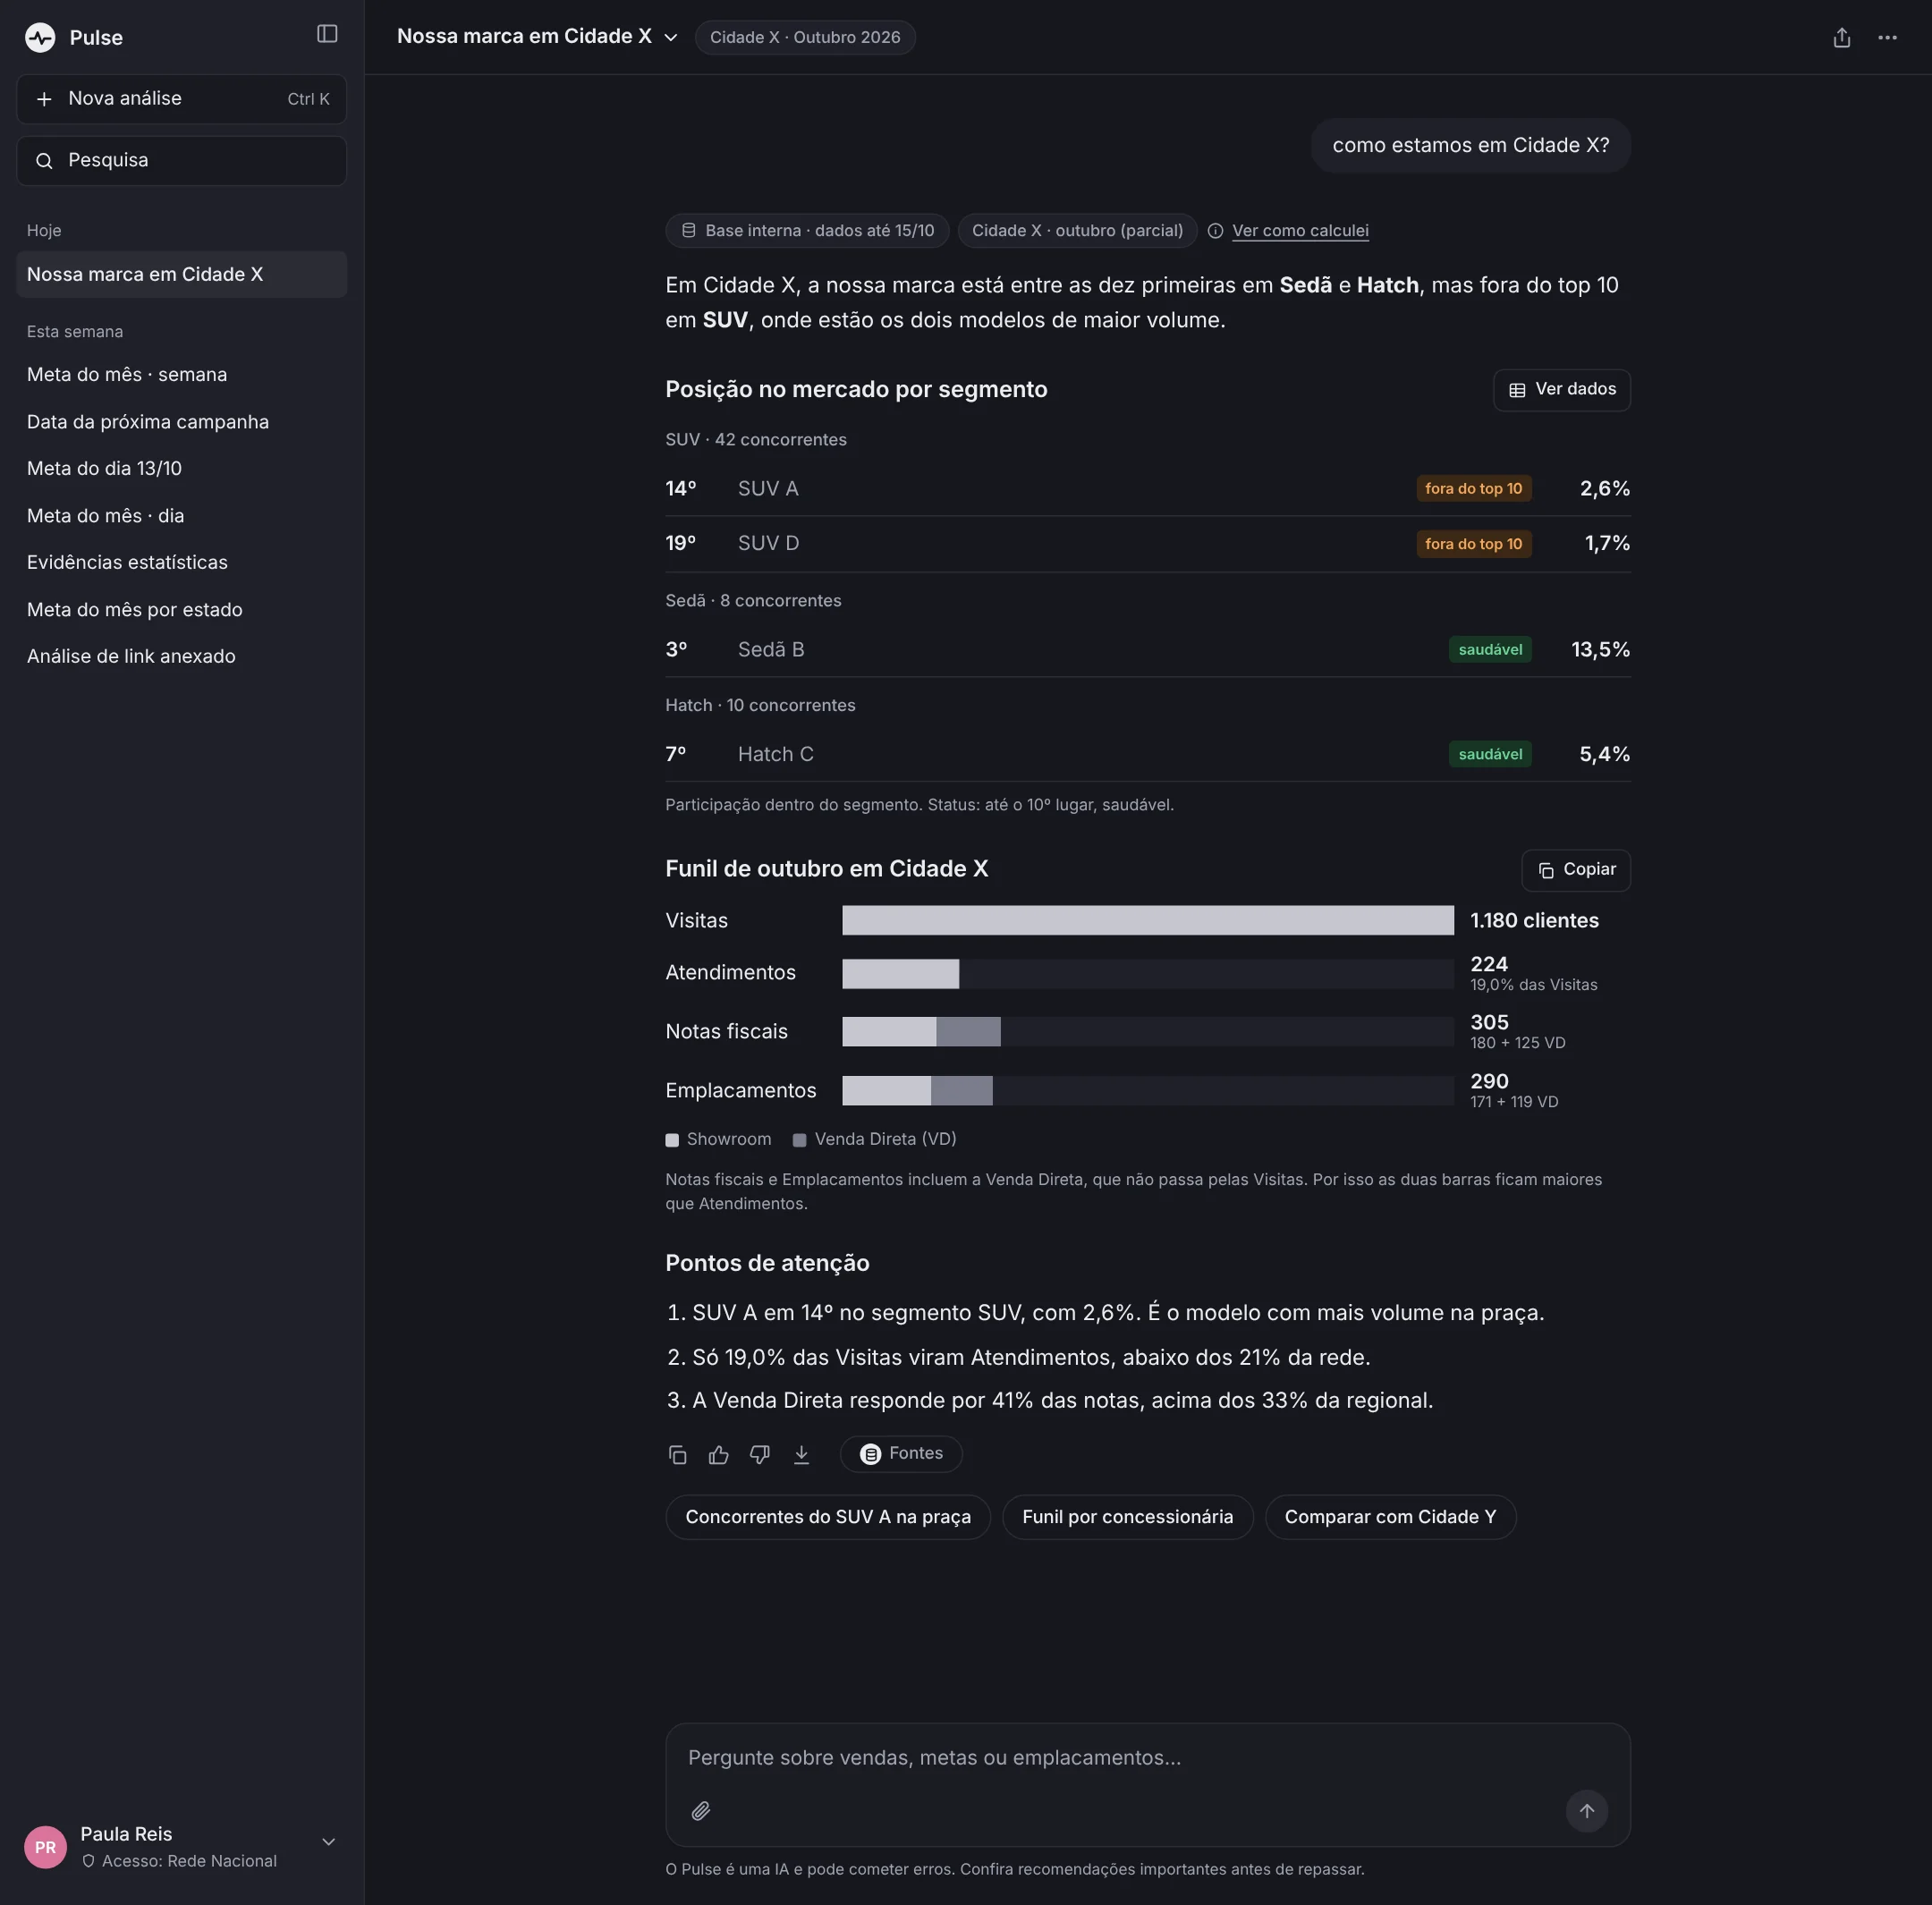 Pulse
Nova análise
Ctrl K
Pesquisa
Hoje
Nossa marca em Cidade X
Esta semana
Meta do mês · semana
Data da próxima campanha
Meta do dia 13/10
Meta do mês · dia
Evidências estatísticas
Meta do mês por estado
Análise de link anexado
PR
Paula Reis
Acesso: Rede Nacional
Nossa marca em Cidade X
Cidade X · Outubro 2026
como estamos em Cidade X?
Base interna · dados até 15/10
Cidade X · outubro (parcial)
Ver como calculei
Em Cidade X, a nossa marca está entre as dez primeiras em Sedã e Hatch, mas fora do top 10
em SUV, onde estão os dois modelos de maior volume.
Posição no mercado por segmento
Ver dados
SUV · 42 concorrentes
14º SUV A fora do top 10 2,6%
19º SUV D fora do top 10 1,7%
Sedã · 8 concorrentes
3º Sedã B saudável 13,5%
Hatch · 10 concorrentes
7º Hatch C saudável 5,4%
Participação dentro do segmento. Status: até o 10º lugar, saudável.
Funil de outubro em Cidade X
Copiar
Visitas 1.180 clientes
Atendimentos 224
19,0% das Visitas
Notas fiscais 305
180 + 125 VD
Emplacamentos 290
171 + 119 VD
Showroom Venda Direta (VD)
Notas fiscais e Emplacamentos incluem a Venda Direta, que não passa pelas Visitas. Por isso as duas barras ficam maiores
que Atendimentos.
Pontos de atenção
1. SUV A em 14º no segmento SUV, com 2,6%. É o modelo com mais volume na praça.
2. Só 19,0% das Visitas viram Atendimentos, abaixo dos 21% da rede.
3. A Venda Direta responde por 41% das notas, acima dos 33% da regional.
Fontes
Concorrentes do SUV A na praça
Funil por concessionária
Comparar com Cidade Y
Pergunte sobre vendas, metas ou emplacamentos...
O Pulse é uma IA e pode cometer erros. Confira recomendações importantes antes de repassar.